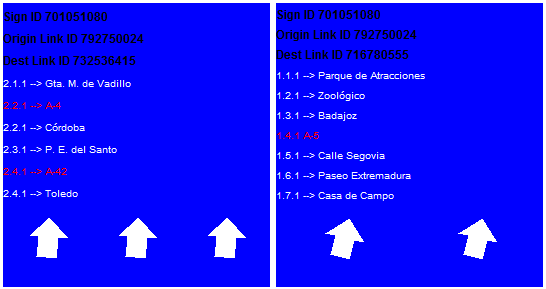 Sign ID 701051080
Origin Link ID 792750024
Dest Link ID 732536415
2.1.1 --> Gta. M. de Vadillo
2.2.1 --> A-4
2.2.1 --> Córdoba
2.3.1 --> P. E. del Santo
2.4.1 --> A-42
2.4.1 --> Toledo
Sign ID 701051080
Origin Link ID 792750024
Dest Link ID 716780555
1.1.1 --> Parque de Atracciones
1.2.1 --> Zoológico
1.3.1 --> Badajoz
1.4.1 A-5
1.5.1 --> Calle Segovia
1.6.1 --> Paseo Extremadura
1.7.1 --> Casa de Campo